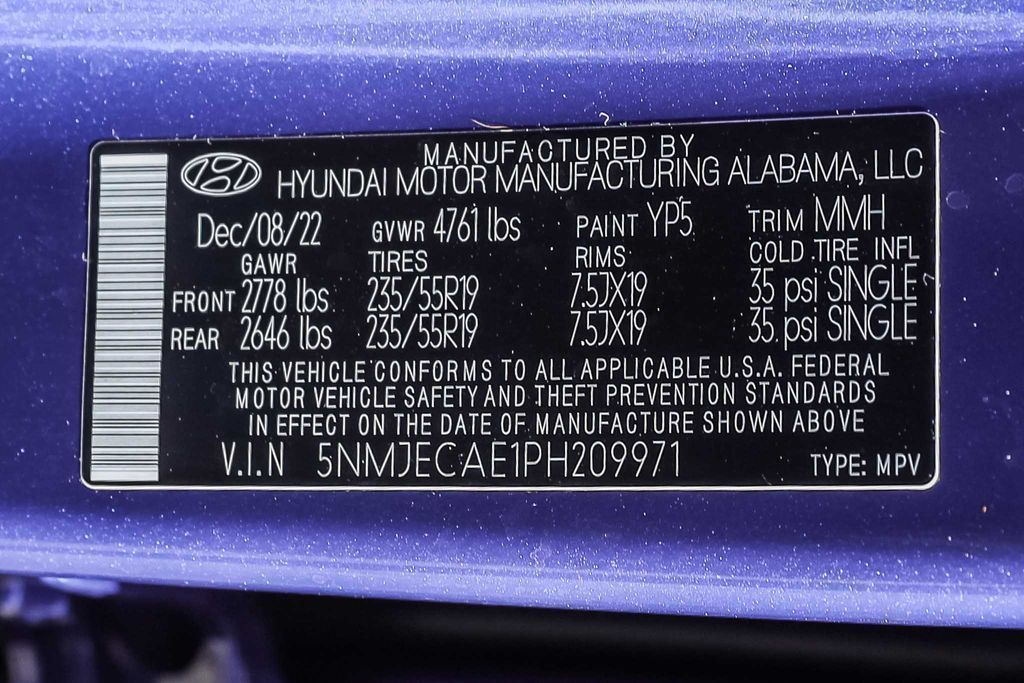 MANUFACTURED BY
HYUNDAI MOTOR MANUFACTURING ALABAMA, LLC
Dec/08/22 GVWR 4761 lbs PAINT YP5 TRIM MMH
GAWR TIRES RIMS COLD TIRE INFL
FRONT 2778 lbs 235/55R19 7.5JX19 35 psi SINGLE
REAR 2646 lbs 235/55R19 7.5JX19 35 psi SINGLE
THIS VEHICLE CONFORMS TO ALL APPLICABLE U.S.A. FEDERAL
MOTOR VEHICLE SAFETY AND THEFT PREVENTION STANDARDS
IN EFFECT ON THE DATE OF MANUFACTURE SHOWN ABOVE
V.I.N 5NMJECAE1PH209971 TYPE: MPV